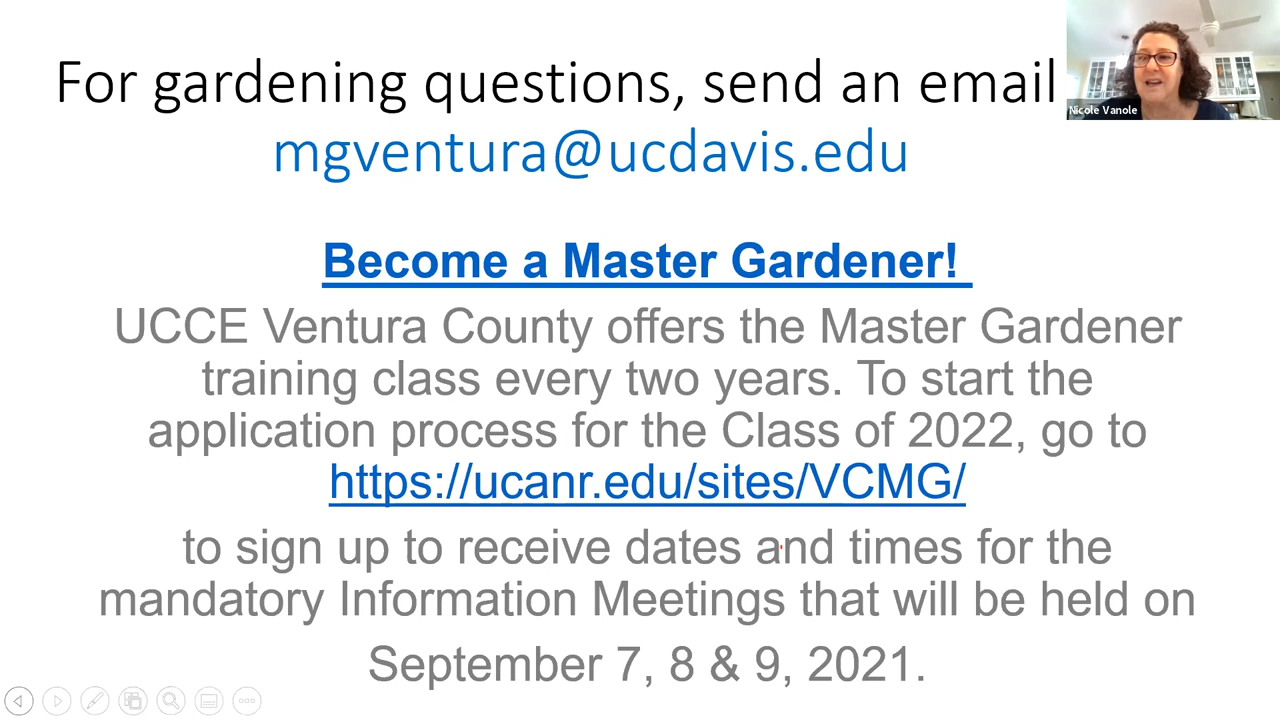 For gardening questions, send an email
mgventura@ucdavis.edu
Nicole Vanole
Become a Master Gardener!
UCCE Ventura County offers the Master Gardener
training class every two years. To start the
application process for the Class of 2022, go to
https://ucanr.edu/sites/VCMG/
to sign up to receive dates and times for the
mandatory Information Meetings that will be held on
September 7, 8 & 9, 2021.